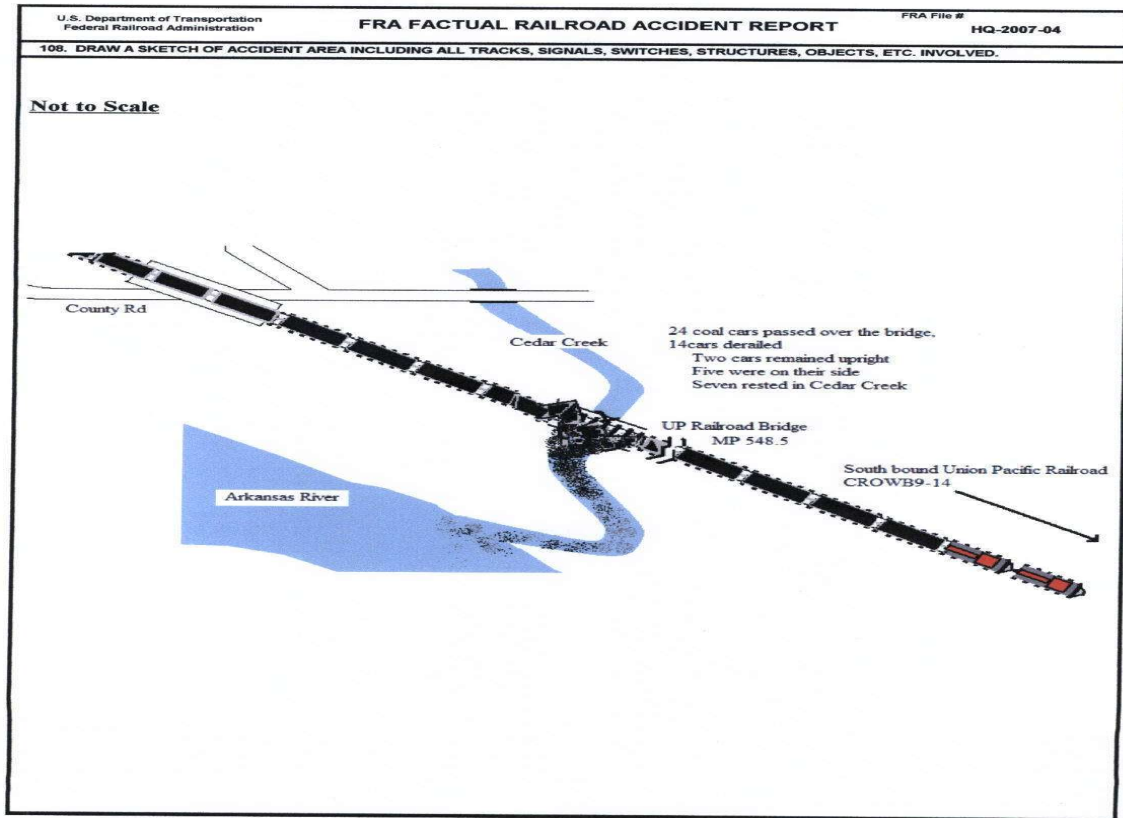 U.S. Department of Transportation
Federal Railroad Administration
FRA FACTUAL RAILROAD ACCIDENT REPORT
FRA File #
HQ-2007-04
108. DRAW A SKETCH OF ACCIDENT AREA INCLUDING ALL TRACKS, SIGNALS, SWITCHES, STRUCTURES, OBJECTS, ETC. INVOLVED.
Not to Scale
County Rd
Cedar Creek
24 coal cars passed over the bridge,
14cars derailed
Two cars remained upright
Five were on their side
Seven rested in Cedar Creek
UP Railroad Bridge
MP 548.5
South bound Union Pacific Railroad
CROWB9-14
Arkansas River